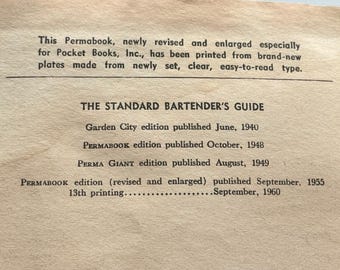 This Permabook, newly revised and enlarged especially
for Pocket Books, Inc., has been printed from brand-new
plates made from newly set, clear, easy-to-read type.
THE STANDARD BARTENDER'S GUIDE
Garden City edition published June, 1940
PERMABOOK edition published October, 1948
PERMA GIANT edition published August, 1949
PERMABOOK edition (revised and enlarged) published September, 1955
13th printing......................September, 1960